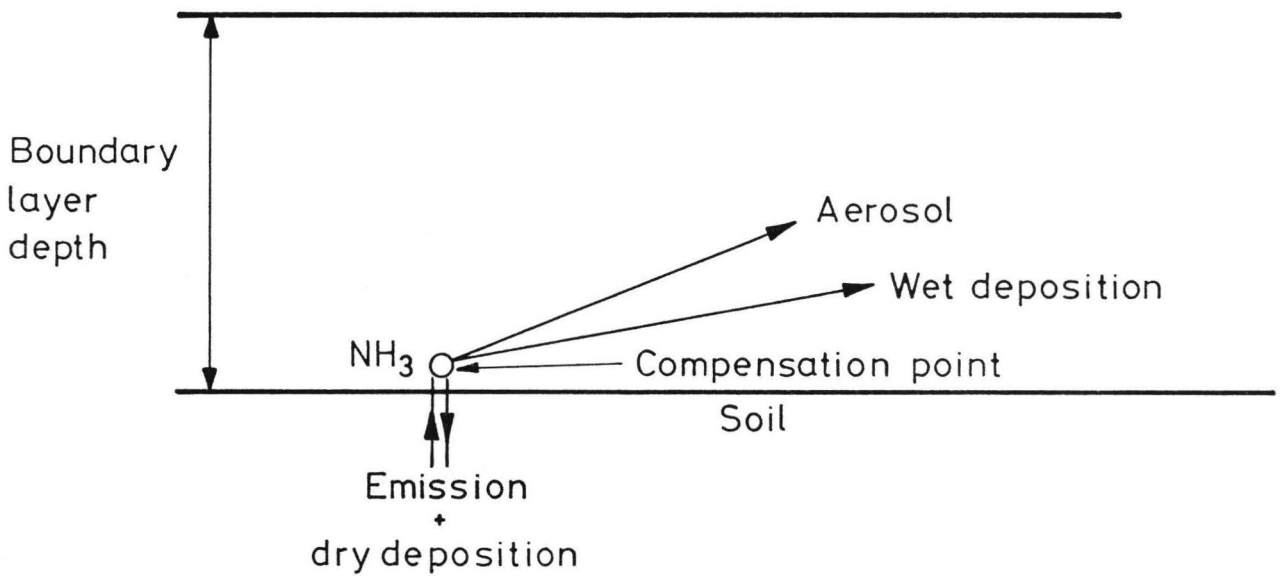 Boundary
layer
depth
Aerosol
Wet deposition
NH₃
Compensation point
Soil
Emission
+
dry deposition